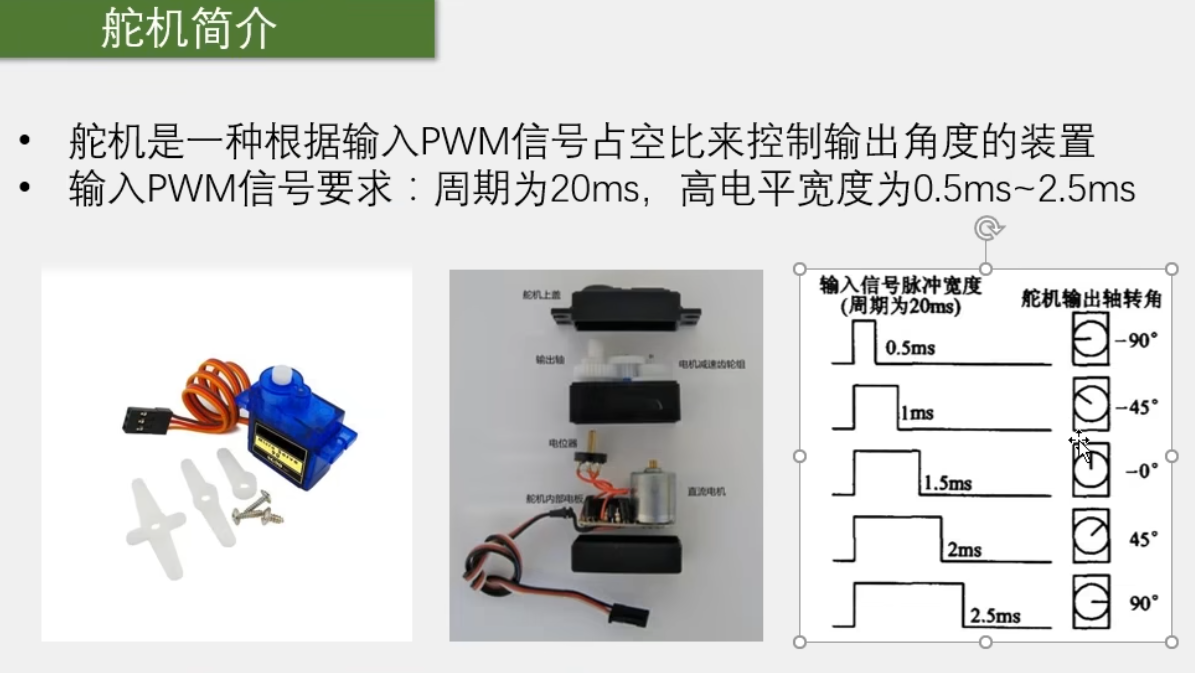 舵机简介
• 舵机是一种根据输入PWM信号占空比来控制输出角度的装置
• 输入PWM信号要求：周期为20ms，高电平宽度为0.5ms~2.5ms
舵机上盖
输出轴
电机减速齿轮组
电位器
直流电机
舵机内部电板
输入信号脉冲宽度
(周期为20ms)
舵机输出轴转角
0.5ms
-90°
1ms
-45°
1.5ms
-0°
2ms
45°
2.5ms
90°